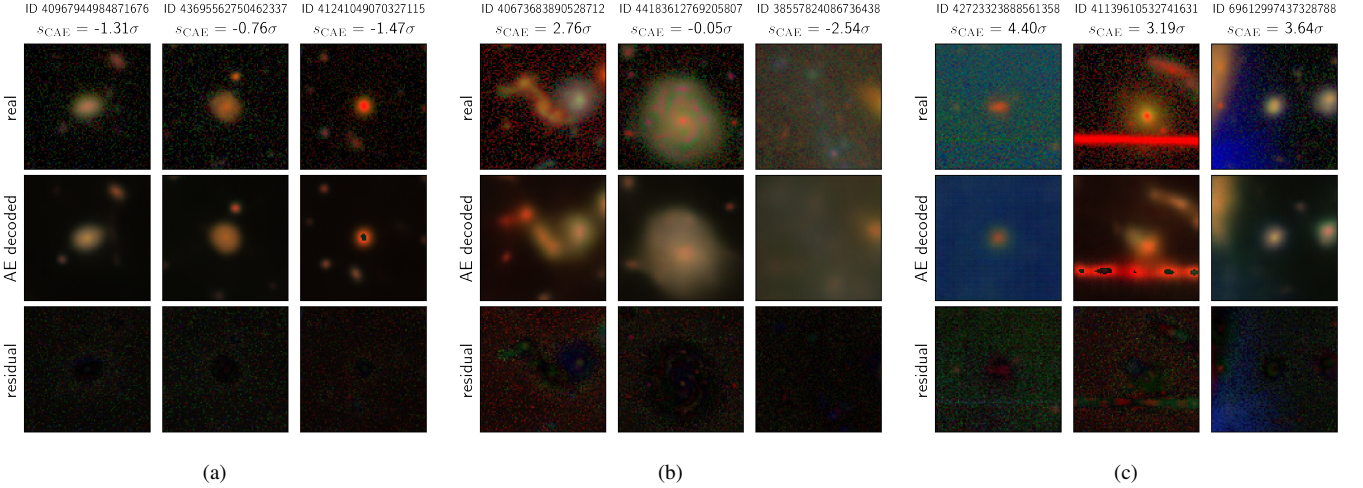 ID 40967944984871676 ID 43695562750462337 ID 41241049070327115 ID 40673683890528712 ID 44183612769205807 ID 38557824086736438 ID 42723323888561358 ID 41139610532741631 ID 69612997437328788
s_CAE = -1.31σ s_CAE = -0.76σ s_CAE = -1.47σ s_CAE = 2.76σ s_CAE = -0.05σ s_CAE = -2.54σ s_CAE = 4.40σ s_CAE = 3.19σ s_CAE = 3.64σ
real real real
AE decoded AE decoded AE decoded
residual residual residual
(a) (b) (c)